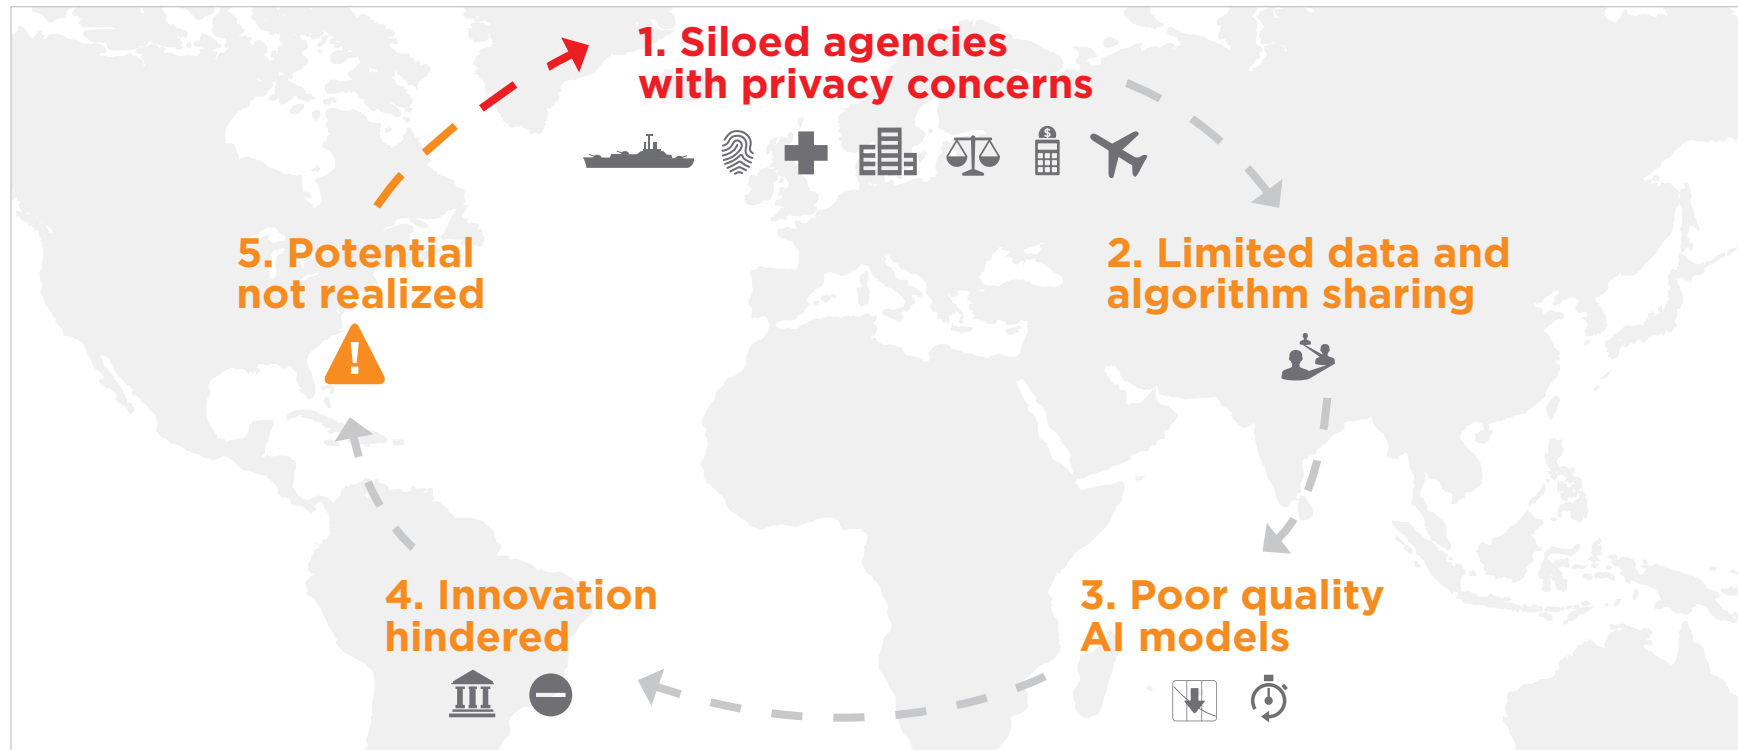 1. Siloed agencies
with privacy concerns
$
2. Limited data and
algorithm sharing
3. Poor quality
AI models
4. Innovation
hindered
5. Potential
not realized
!